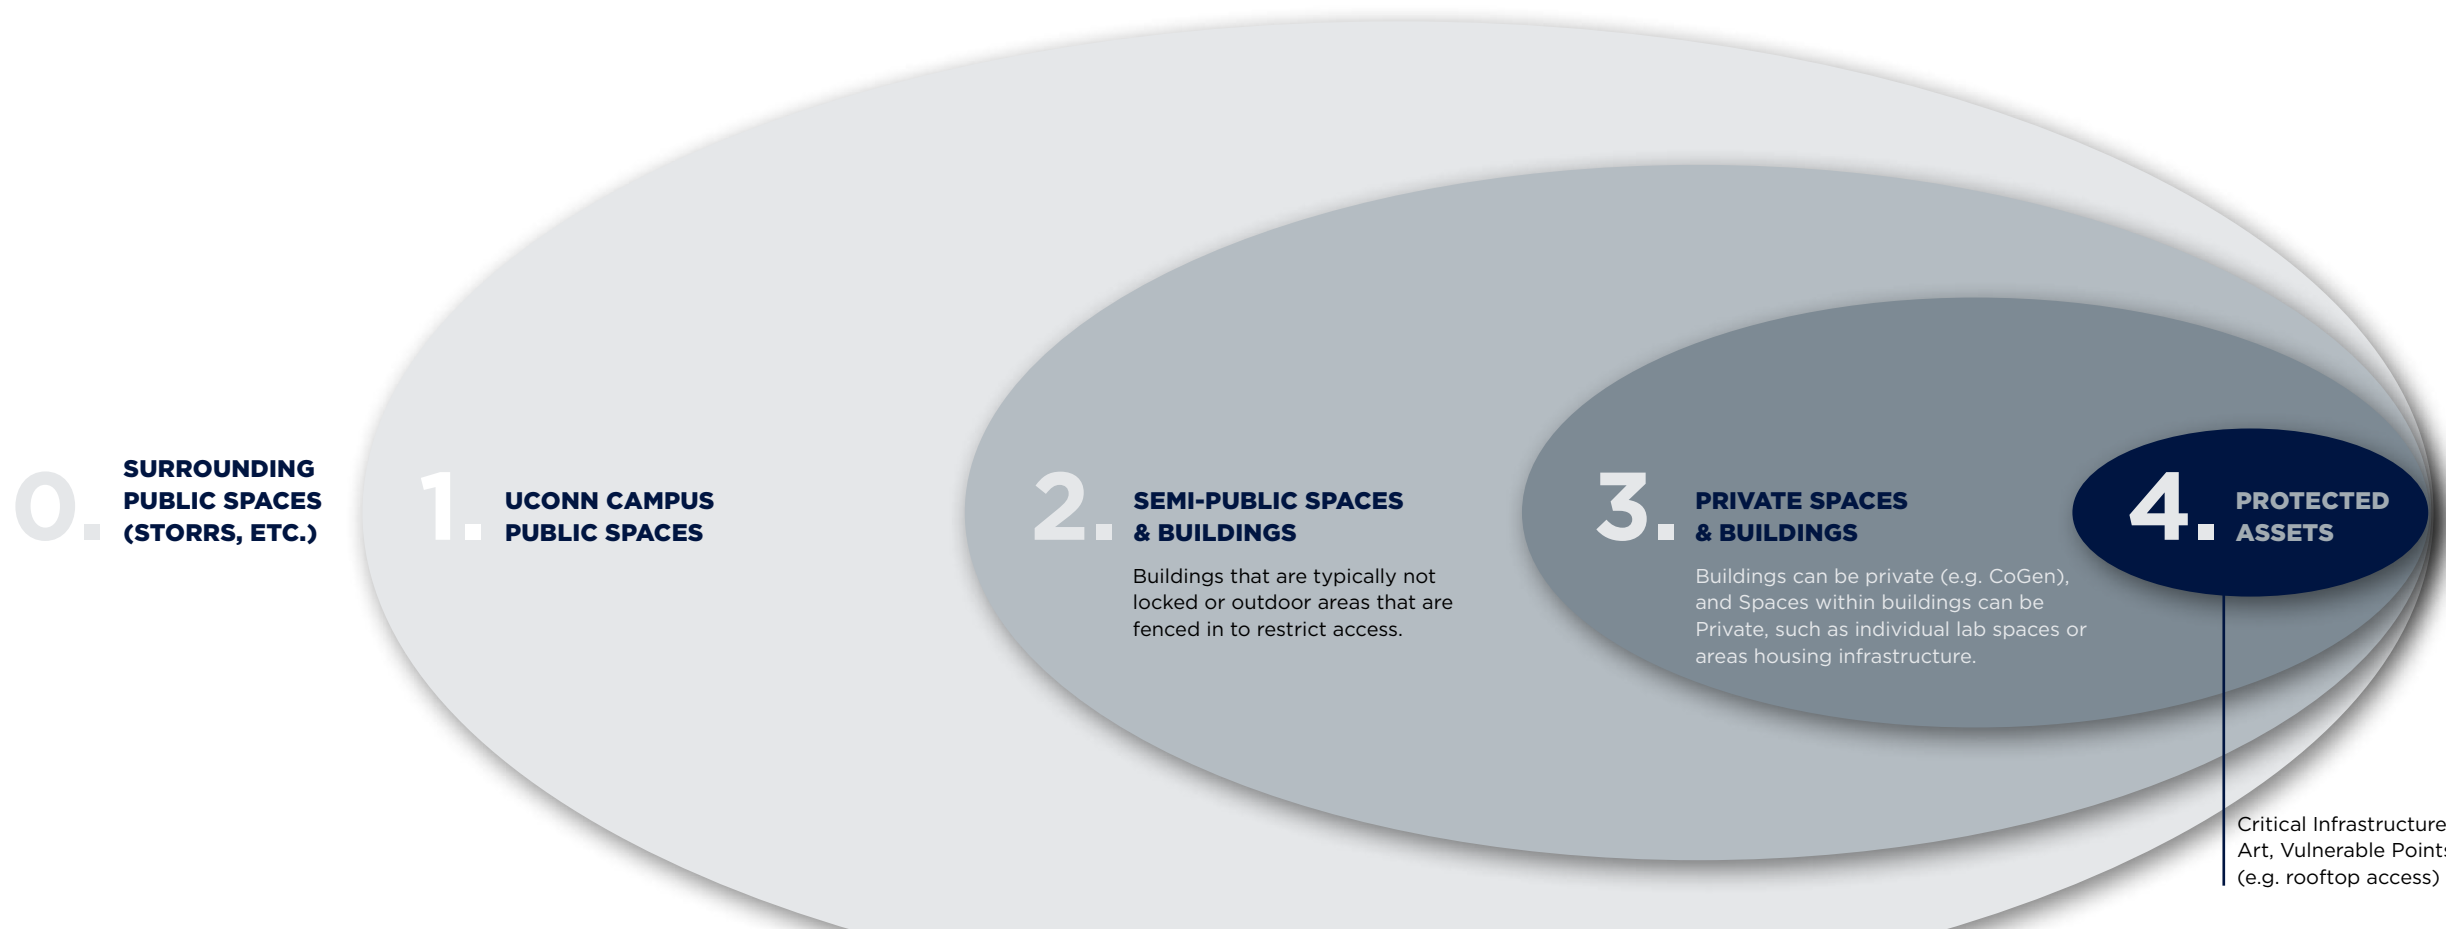 0.
SURROUNDING
PUBLIC SPACES
(STORRS, ETC.)
1.
UCONN CAMPUS
PUBLIC SPACES
2.
SEMI-PUBLIC SPACES
& BUILDINGS
Buildings that are typically not
locked or outdoor areas that are
fenced in to restrict access.
3.
PRIVATE SPACES
& BUILDINGS
Buildings can be private (e.g. CoGen),
and Spaces within buildings can be
Private, such as individual lab spaces or
areas housing infrastructure.
4.
PROTECTED
ASSETS
Critical Infrastructure
Art, Vulnerable Points
(e.g. rooftop access)